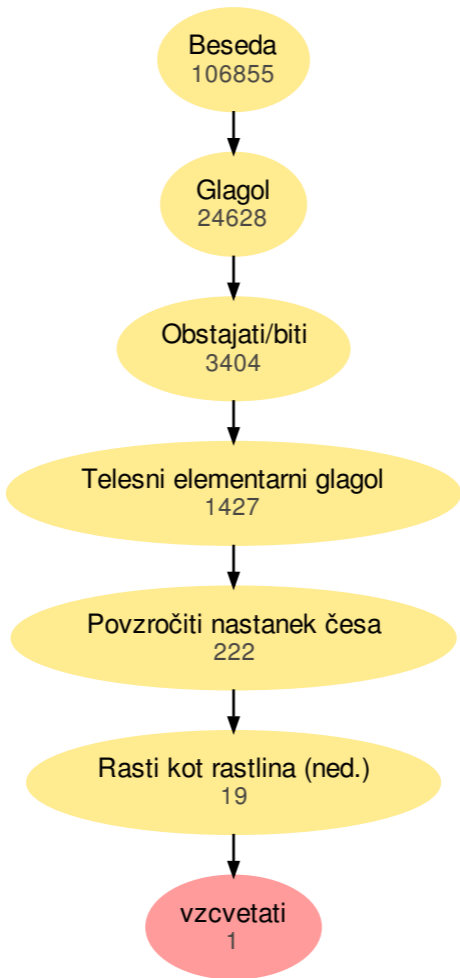 Beseda
106855
Glagol
24628
Obstajati/biti
3404
Telesni elementarni glagol
1427
Povzročiti nastanek česa
222
Rasti kot rastlina (ned.)
19
vzcvetati
1